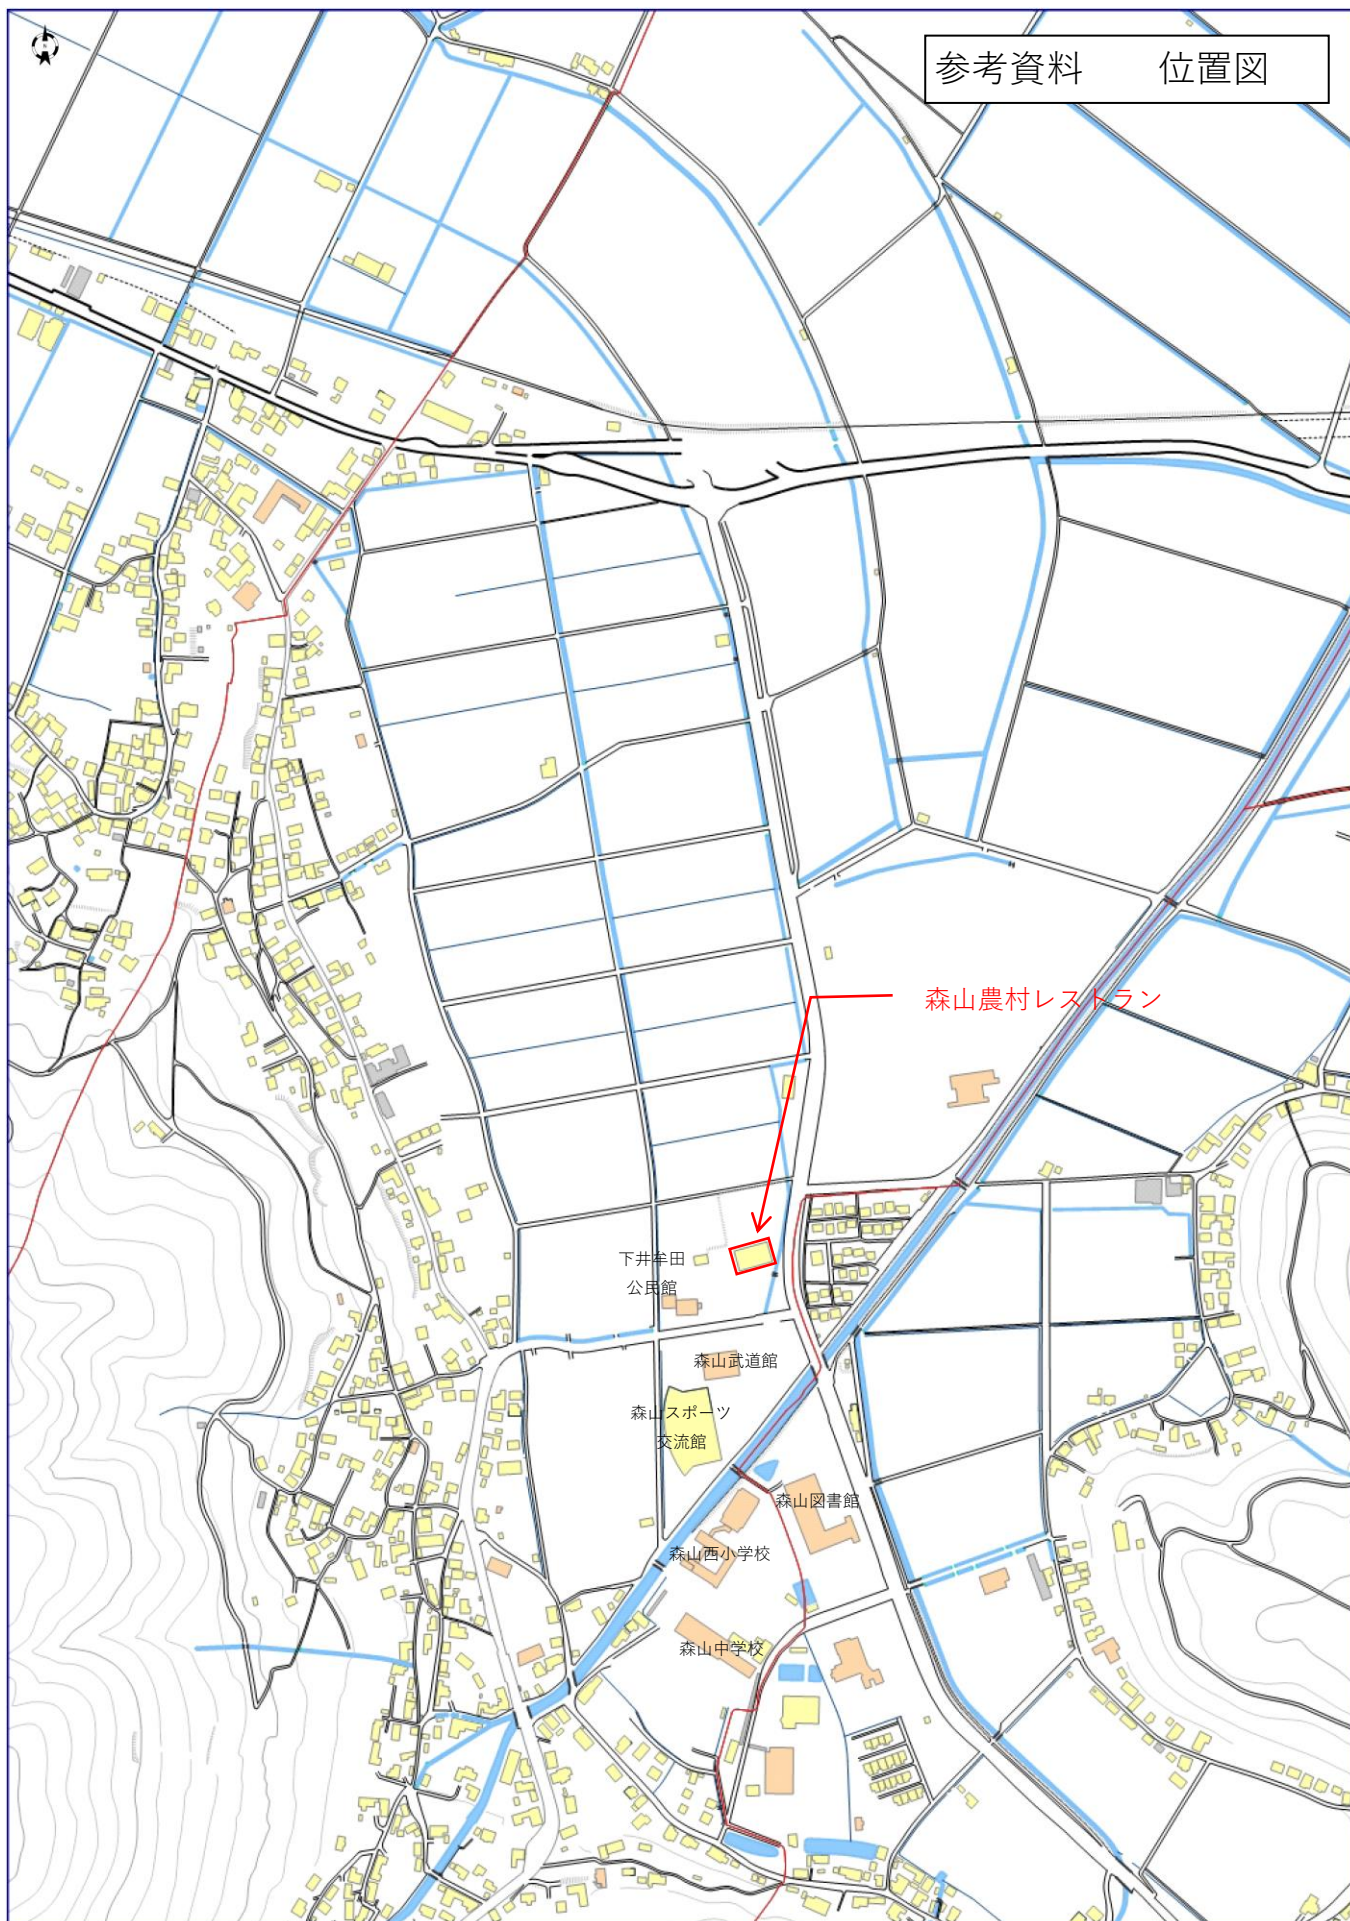 参考資料　　位置図
森山農村レストラン
下井牟田
公民館
森山武道館
森山スポーツ
交流館
森山図書館
森山西小学校
森山中学校